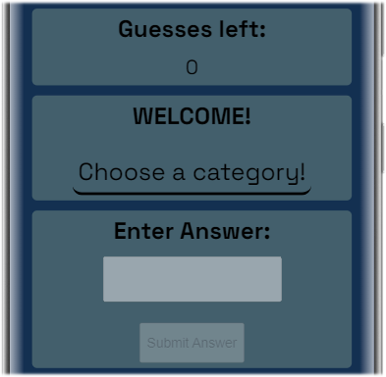 Guesses left:
0
WELCOME!
Choose a category!
Enter Answer:
Submit Answer